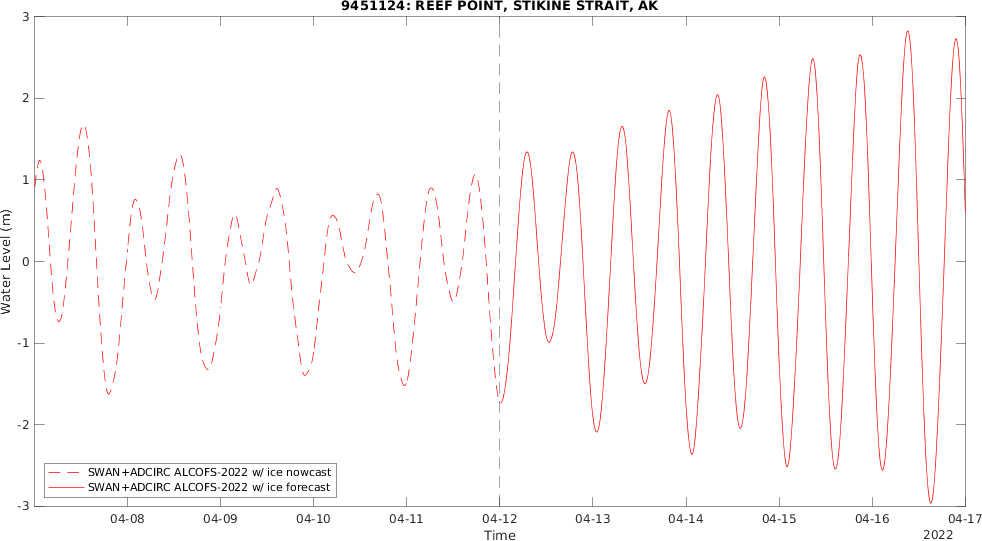 9451124: REEF POINT, STIKINE STRAIT, AK
Water Level (m)
3
2
1
0
-1
-2
-3
SWAN+ADCIRC ALCOFS-2022 w/ ice nowcast
SWAN+ADCIRC ALCOFS-2022 w/ ice forecast
04-08 04-09 04-10 04-11 04-12 04-13 04-14 04-15 04-16 04-17
Time
2022